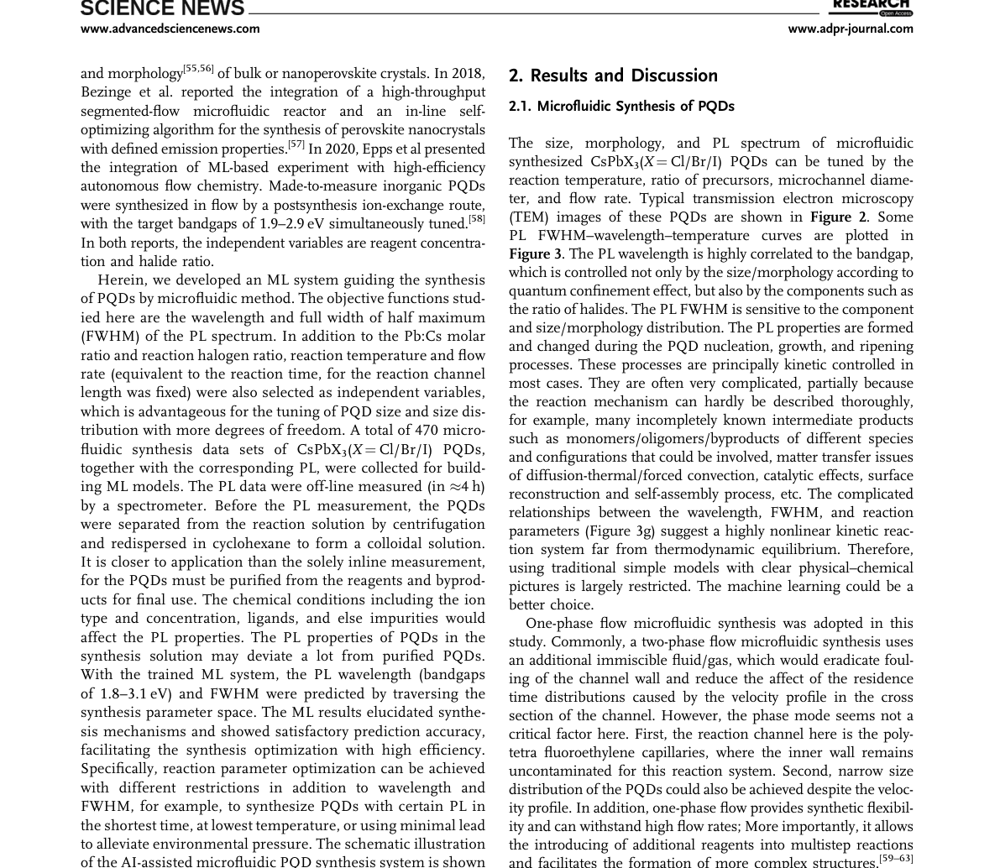 SCIENCE NEWS
RESEARCH
Open Access
www.advancedsciencenews.com
www.adpr-journal.com
and morphology[55,56] of bulk or nanoperovskite crystals. In 2018,
Bezinge et al. reported the integration of a high-throughput
segmented-flow microfluidic reactor and an in-line self-
optimizing algorithm for the synthesis of perovskite nanocrystals
with defined emission properties.[57] In 2020, Epps et al presented
the integration of ML-based experiment with high-efficiency
autonomous flow chemistry. Made-to-measure inorganic PQDs
were synthesized in flow by a postsynthesis ion-exchange route,
with the target bandgaps of 1.9–2.9 eV simultaneously tuned.[58]
In both reports, the independent variables are reagent concentra-
tion and halide ratio.
Herein, we developed an ML system guiding the synthesis
of PQDs by microfluidic method. The objective functions stud-
ied here are the wavelength and full width of half maximum
(FWHM) of the PL spectrum. In addition to the Pb:Cs molar
ratio and reaction halogen ratio, reaction temperature and flow
rate (equivalent to the reaction time, for the reaction channel
length was fixed) were also selected as independent variables,
which is advantageous for the tuning of PQD size and size dis-
tribution with more degrees of freedom. A total of 470 micro-
fluidic synthesis data sets of CsPbX₃(X = Cl/Br/I) PQDs,
together with the corresponding PL, were collected for build-
ing ML models. The PL data were off-line measured (in ≈4 h)
by a spectrometer. Before the PL measurement, the PQDs
were separated from the reaction solution by centrifugation
and redispersed in cyclohexane to form a colloidal solution.
It is closer to application than the solely inline measurement,
for the PQDs must be purified from the reagents and byprod-
ucts for final use. The chemical conditions including the ion
type and concentration, ligands, and else impurities would
affect the PL properties. The PL properties of PQDs in the
synthesis solution may deviate a lot from purified PQDs.
With the trained ML system, the PL wavelength (bandgaps
of 1.8–3.1 eV) and FWHM were predicted by traversing the
synthesis parameter space. The ML results elucidated synthe-
sis mechanisms and showed satisfactory prediction accuracy,
facilitating the synthesis optimization with high efficiency.
Specifically, reaction parameter optimization can be achieved
with different restrictions in addition to wavelength and
FWHM, for example, to synthesize PQDs with certain PL in
the shortest time, at lowest temperature, or using minimal lead
to alleviate environmental pressure. The schematic illustration
of the AI-assisted microfluidic PQD synthesis system is shown
2. Results and Discussion
2.1. Microfluidic Synthesis of PQDs
The size, morphology, and PL spectrum of microfluidic
synthesized CsPbX₃(X = Cl/Br/I) PQDs can be tuned by the
reaction temperature, ratio of precursors, microchannel diame-
ter, and flow rate. Typical transmission electron microscopy
(TEM) images of these PQDs are shown in Figure 2. Some
PL FWHM–wavelength–temperature curves are plotted in
Figure 3. The PL wavelength is highly correlated to the bandgap,
which is controlled not only by the size/morphology according to
quantum confinement effect, but also by the components such as
the ratio of halides. The PL FWHM is sensitive to the component
and size/morphology distribution. The PL properties are formed
and changed during the PQD nucleation, growth, and ripening
processes. These processes are principally kinetic controlled in
most cases. They are often very complicated, partially because
the reaction mechanism can hardly be described thoroughly,
for example, many incompletely known intermediate products
such as monomers/oligomers/byproducts of different species
and configurations that could be involved, matter transfer issues
of diffusion-thermal/forced convection, catalytic effects, surface
reconstruction and self-assembly process, etc. The complicated
relationships between the wavelength, FWHM, and reaction
parameters (Figure 3g) suggest a highly nonlinear kinetic reac-
tion system far from thermodynamic equilibrium. Therefore,
using traditional simple models with clear physical–chemical
pictures is largely restricted. The machine learning could be a
better choice.
One-phase flow microfluidic synthesis was adopted in this
study. Commonly, a two-phase flow microfluidic synthesis uses
an additional immiscible fluid/gas, which would eradicate foul-
ing of the channel wall and reduce the affect of the residence
time distributions caused by the velocity profile in the cross
section of the channel. However, the phase mode seems not a
critical factor here. First, the reaction channel here is the poly-
tetra fluoroethylene capillaries, where the inner wall remains
uncontaminated for this reaction system. Second, narrow size
distribution of the PQDs could also be achieved despite the veloc-
ity profile. In addition, one-phase flow provides synthetic flexibil-
ity and can withstand high flow rates; More importantly, it allows
the introducing of additional reagents into multistep reactions
and facilitates the formation of more complex structures.[59–63]